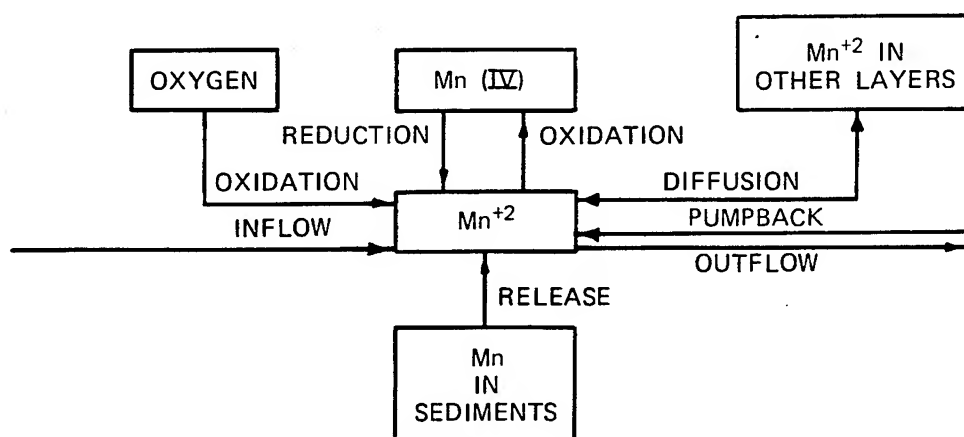 OXYGEN
Mn (IV)
Mn+2 IN
OTHER LAYERS
REDUCTION
OXIDATION
OXIDATION
DIFFUSION
Mn+2
INFLOW
PUMPBACK
OUTFLOW
RELEASE
Mn
IN
SEDIMENTS